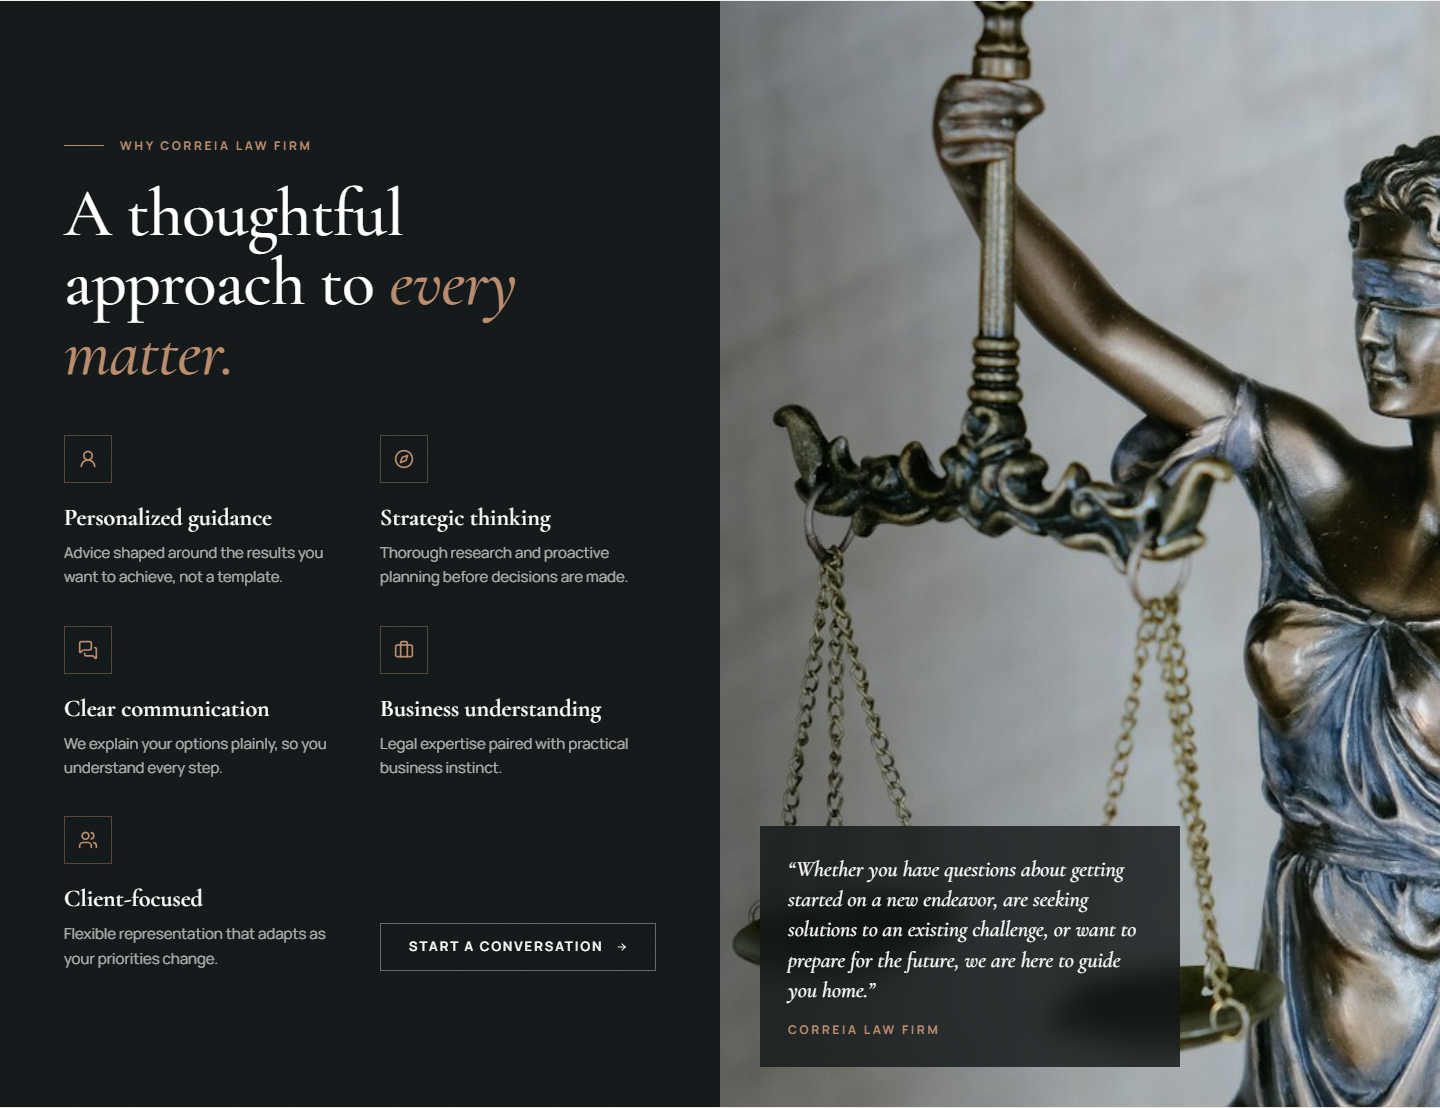 WHY CORREIA LAW FIRM
A thoughtful
approach to every
matter.
Personalized guidance
Advice shaped around the results you
want to achieve, not a template.
Strategic thinking
Thorough research and proactive
planning before decisions are made.
Clear communication
We explain your options plainly, so you
understand every step.
Business understanding
Legal expertise paired with practical
business instinct.
Client-focused
Flexible representation that adapts as
your priorities change.
START A CONVERSATION →
“Whether you have questions about getting
started on a new endeavor, are seeking
solutions to an existing challenge, or want to
prepare for the future, we are here to guide
you home.”
CORREIA LAW FIRM